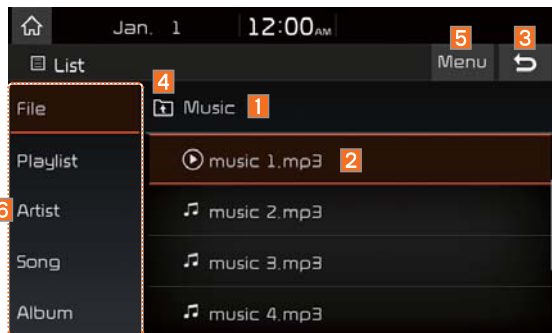 Jan. 1 12:00AM
List
5
Menu
3
4
File
Music 1
Playlist
music 1.mp3 2
6
Artist
music 2.mp3
Song
music 3.mp3
Album
music 4.mp3